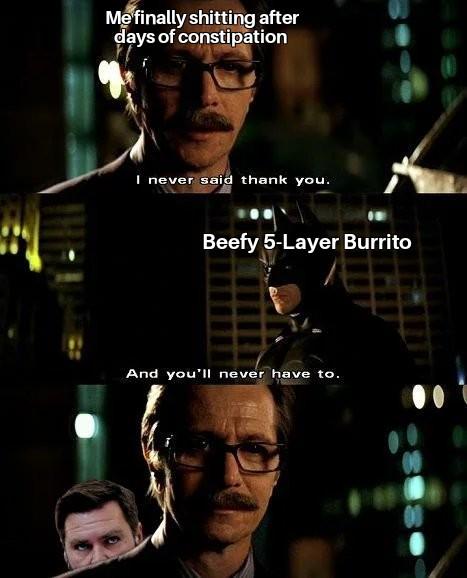 Me finally shitting after
days of constipation
I never said thank you.
Beefy 5-Layer Burrito
And you'll never have to.